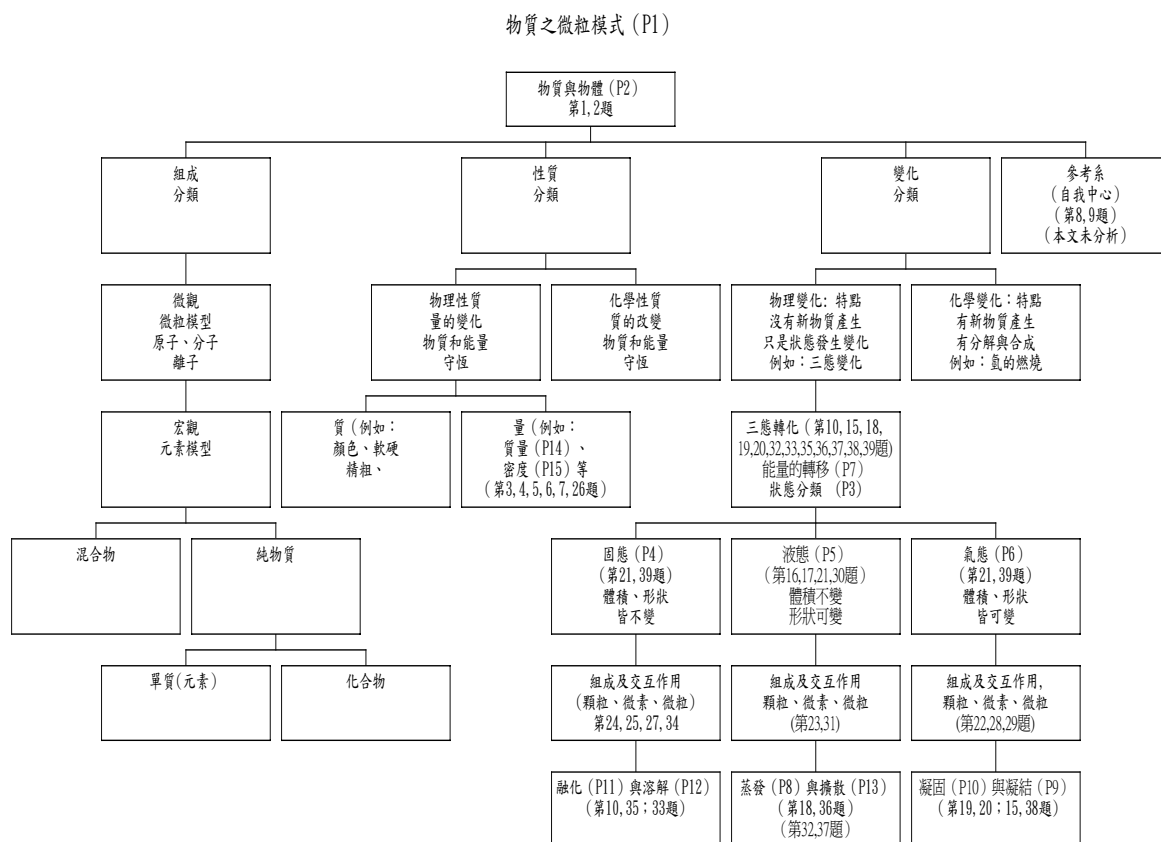 物質之微粒模式(P1)
物質與物體(P2)
第1,2題
組成
分類
性質
分類
變化
分類
參考系
(自我中心)
(第8,9題)
(本文未分析)
微觀
微粒模型
原子、分子
離子
物理性質
量的變化
物質和能量
守恆
化學性質
質的改變
物質和能量
守恆
物理變化: 特點
沒有新物質產生
只是狀態發生變化
例如：三態變化
化學變化：特點
有新物質產生
有分解與合成
例如：氫的燃燒
宏觀
元素模型
質(例如：
顏色、軟硬
精粗、
量(例如：
質量(P14)、
密度(P15)等
(第3,4,5,6,7,26題)
三態轉化(第10,15,18,
19,20,32,33,35,36,37,38,39題)
能量的轉移(P7)
狀態分類 (P3)
混合物
純物質
固態(P4)
(第21,39題)
體積、形狀
皆不變
液態(P5)
(第16,17,21,30題)
體積不變
形狀可變
氣態(P6)
(第21,39題)
體積、形狀
皆可變
單質(元素)
化合物
組成及交互作用
(顆粒、微素、微粒)
第24,25,27,34
組成及交互作用
顆粒、微素、微粒
(第23,31)
組成及交互作用,
顆粒、微素、微粒
(第22,28,29題)
融化(P11)與溶解(P12)
(第10,35；33題)
蒸發(P8)與擴散(P13)
(第18,36題)
(第32,37題)
凝固(P10)與凝結(P9)
(第19,20；15,38題)